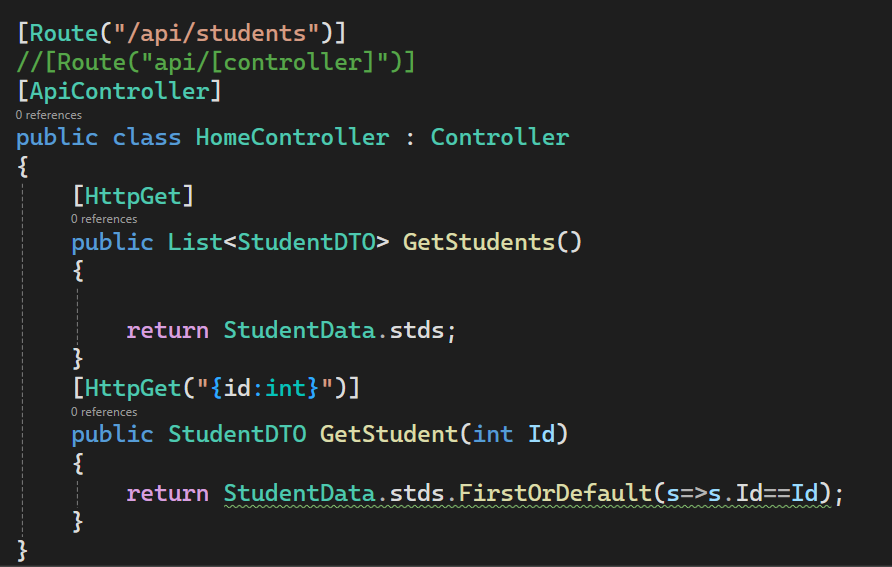 [Route("/api/students")]
//[Route("api/[controller]")]
[ApiController]
0 references
public class HomeController : Controller
{
[HttpGet]
0 references
public List<StudentDTO> GetStudents()
{
return StudentData.stds;
}
[HttpGet("{id:int}")]
0 references
public StudentDTO GetStudent(int Id)
{
return StudentData.stds.FirstOrDefault(s=>s.Id==Id);
}
}